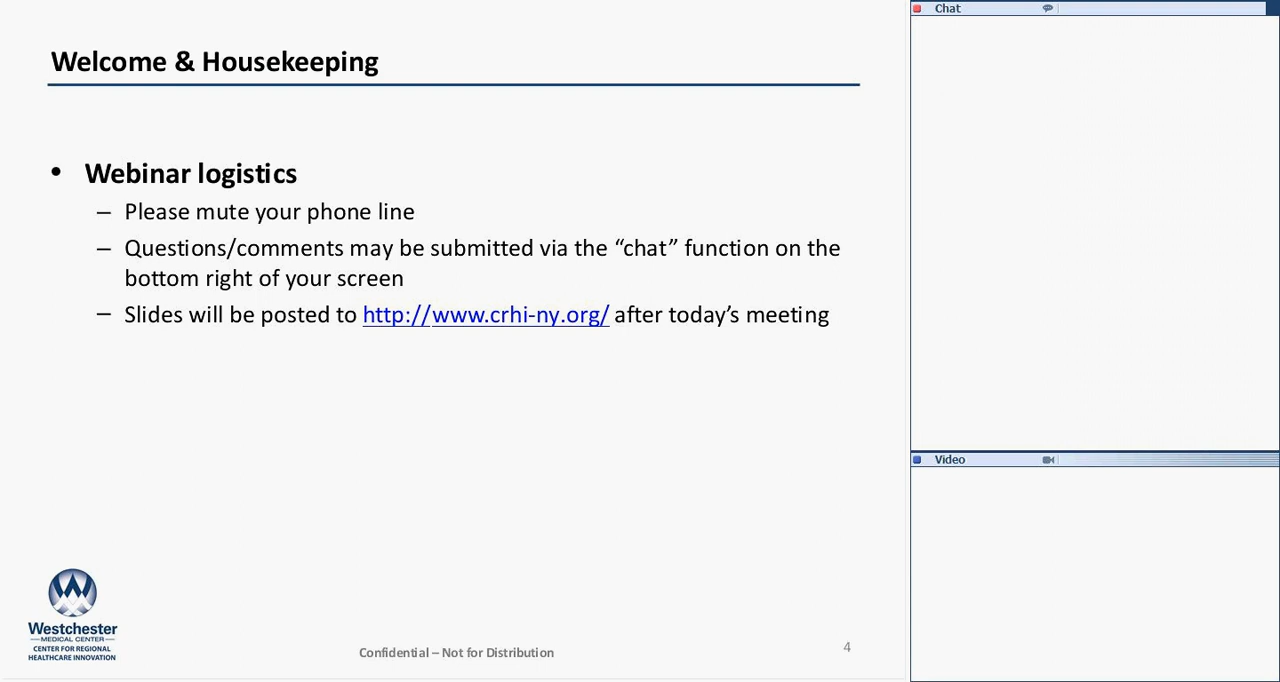 Welcome & Housekeeping
• Webinar logistics
– Please mute your phone line
– Questions/comments may be submitted via the “chat” function on the
bottom right of your screen
– Slides will be posted to http://www.crhi-ny.org/ after today’s meeting
Westchester
MEDICAL CENTER
CENTER FOR REGIONAL
HEALTHCARE INNOVATION
Confidential – Not for Distribution
4
Chat
Video